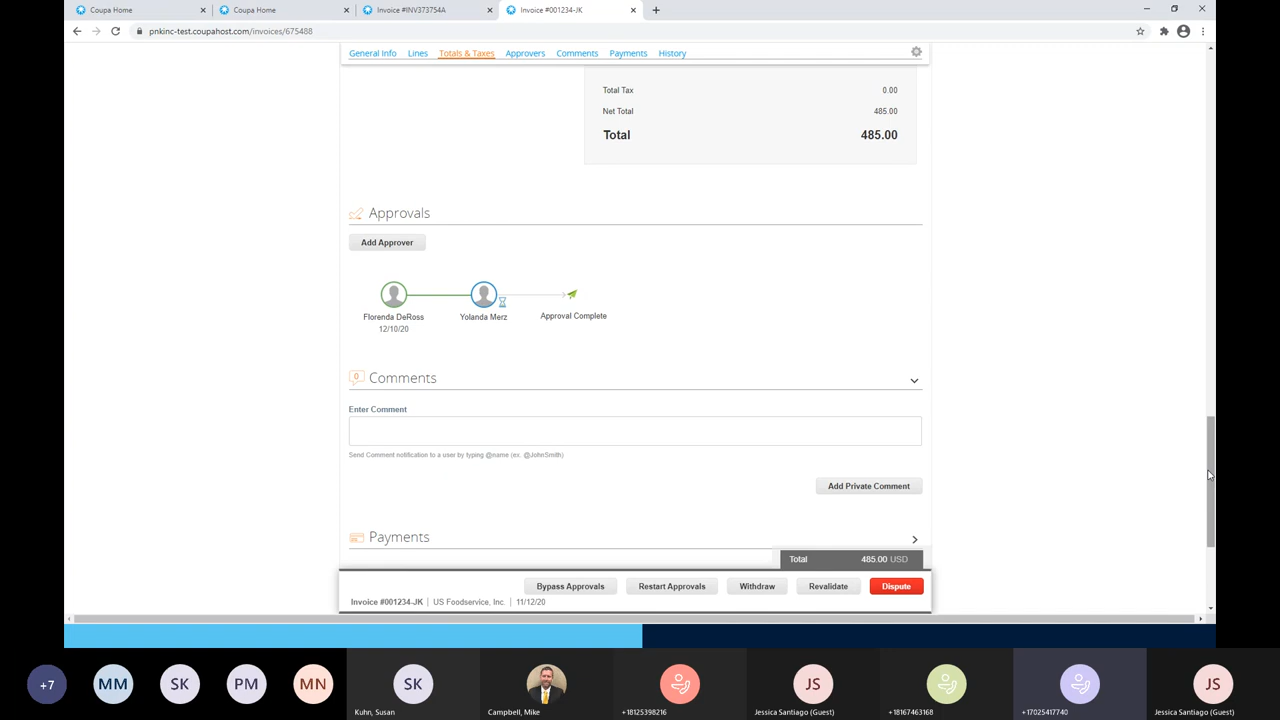 Coupa Home
Coupa Home
Invoice #INV373754A
Invoice #001234-JK
pnkinc-test.coupahost.com/invoices/675488
General Info Lines Totals & Taxes Approvers Comments Payments History
Total Tax 0.00
Net Total 485.00
Total 485.00
Approvals
Add Approver
Florenda DeRoss Yolanda Merz Approval Complete
12/10/20
0 Comments
Enter Comment
Send Comment notification to a user by typing @name (ex. @JohnSmith)
Add Private Comment
Payments
Total 485.00 USD
Bypass Approvals Restart Approvals Withdraw Revalidate Dispute
Invoice #001234-JK US Foodservice, Inc. 11/12/20
+7 MM SK PM MN SK JS JS
Kuhn, Susan Campbell, Mike +18125398216 Jessica Santiago (Guest) +18167463168 +17025417740 Jessica Santiago (Guest)